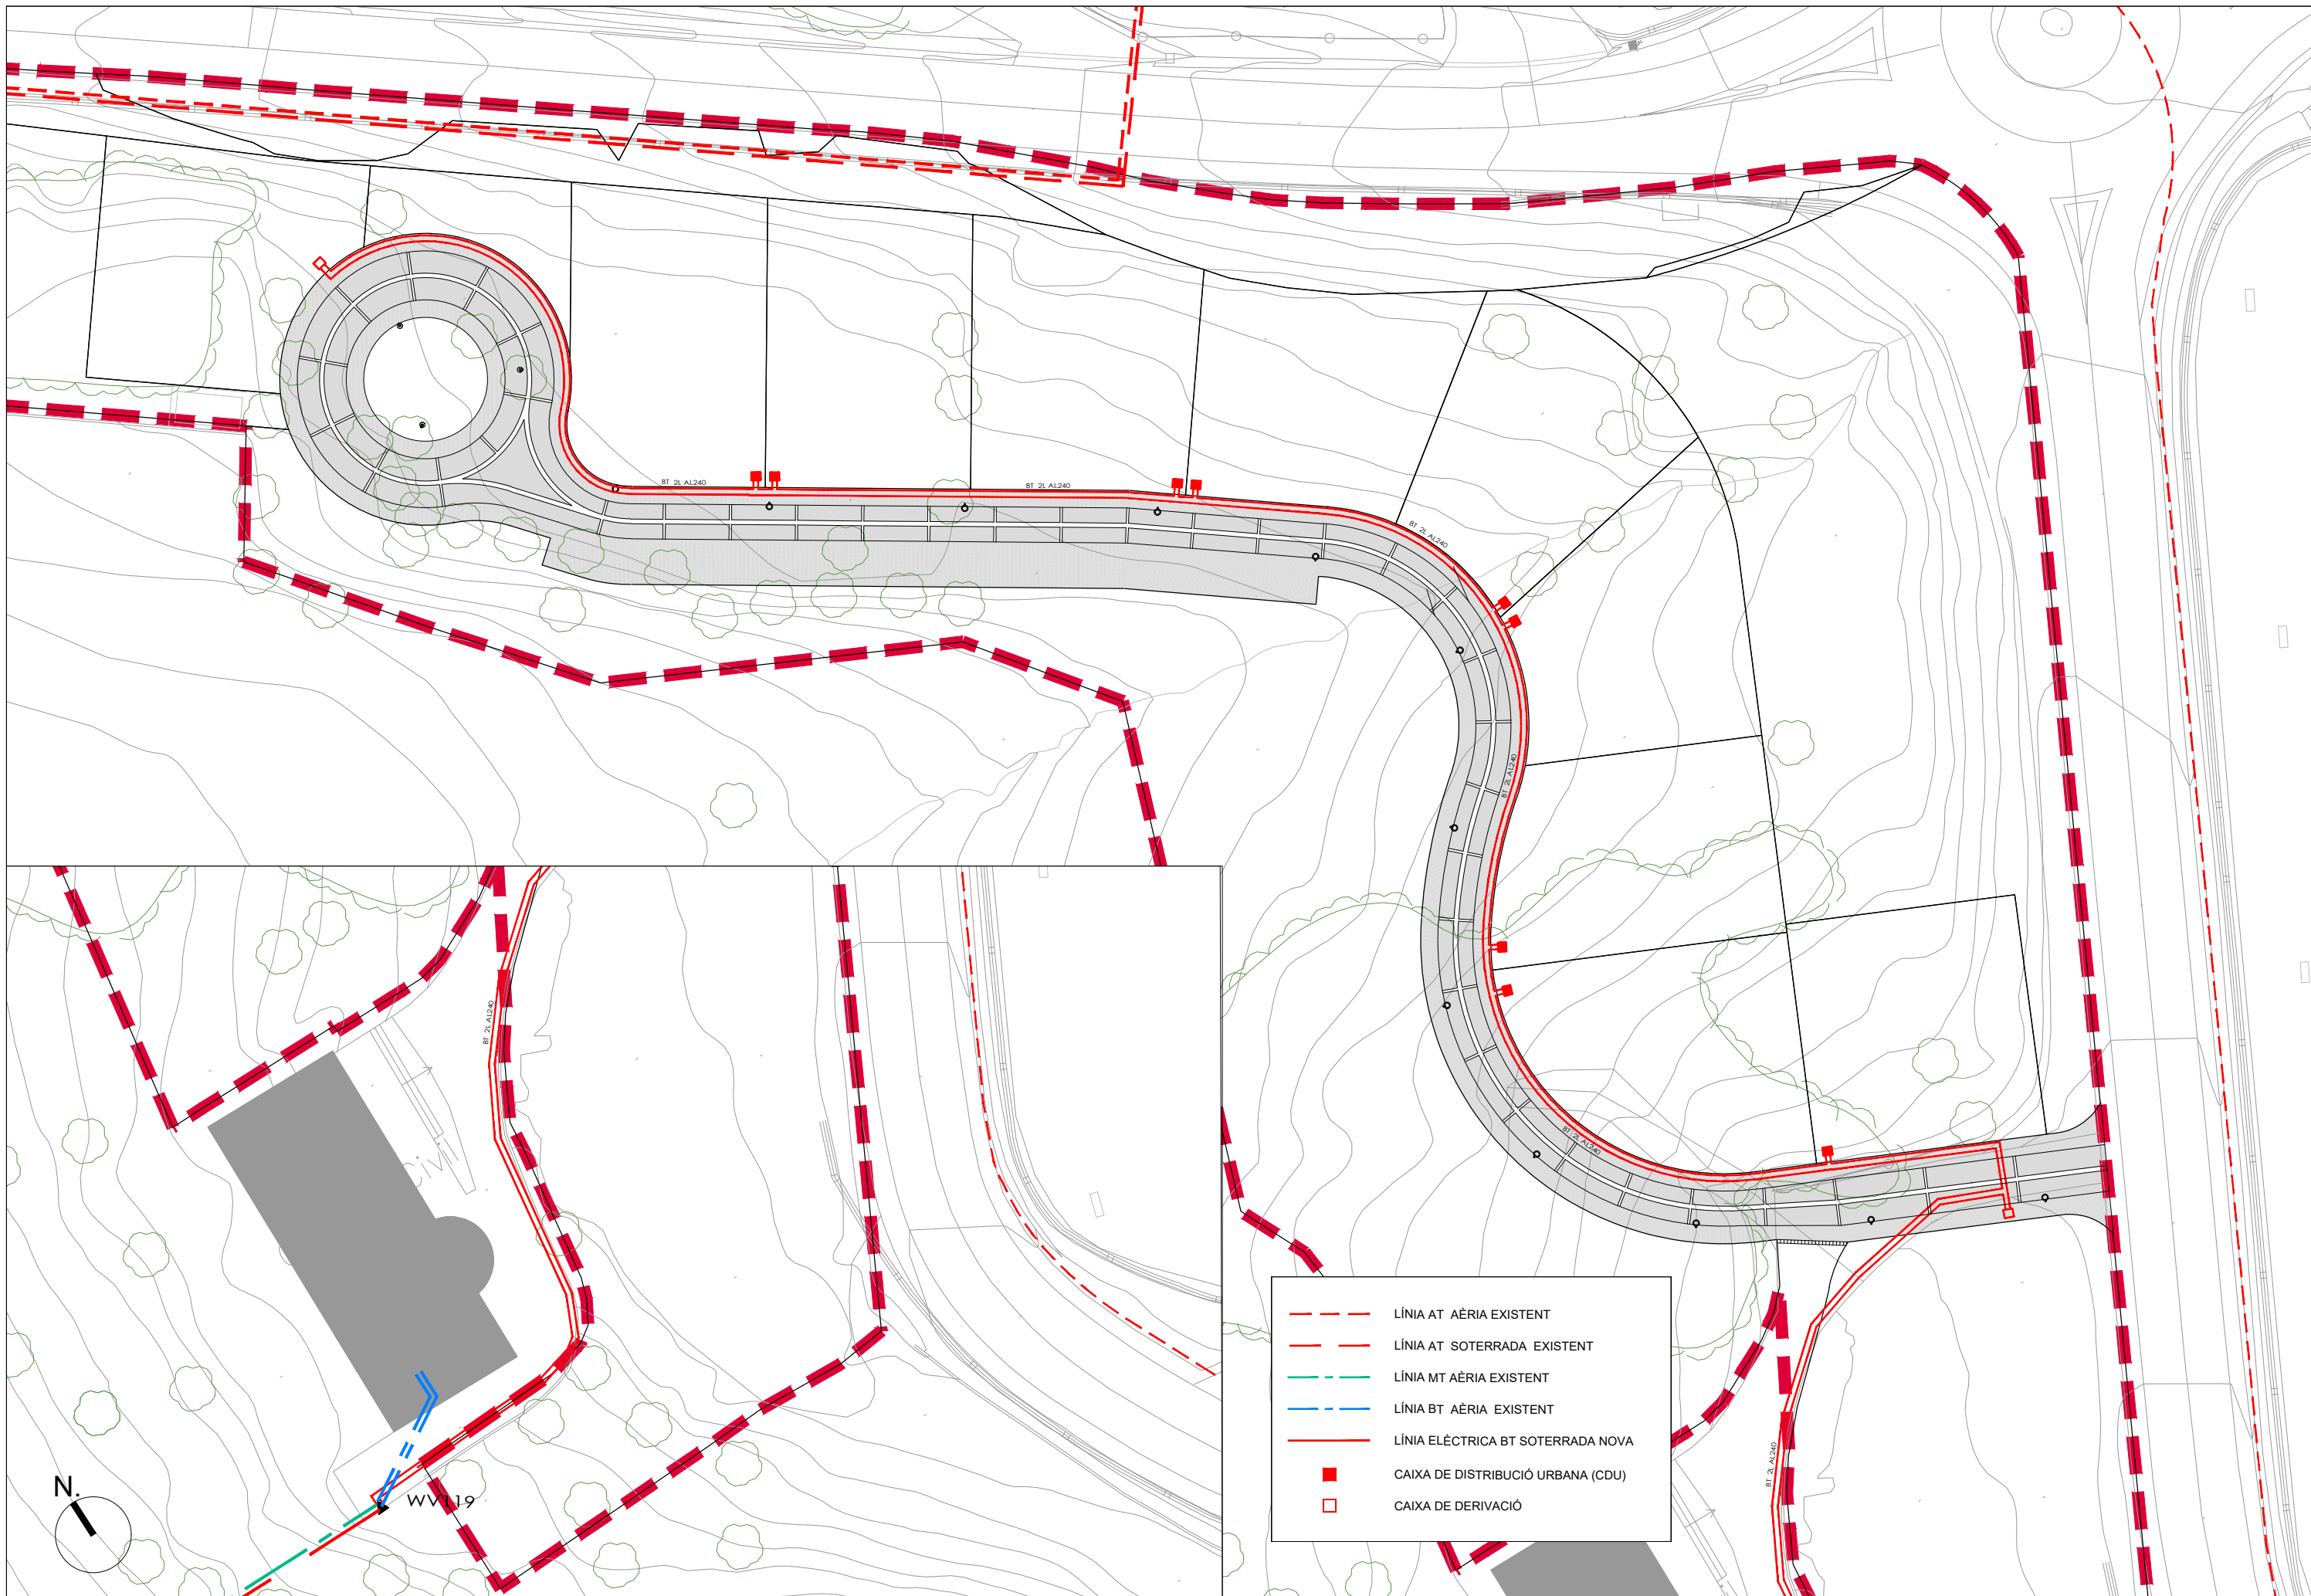 BT 2L AL240
BT 2L AL240
BT 2L AL240
BT 2L AL240
BT 2L AL240
BT 2L AL240
BT 2L AL240
Civil
WV119
N.
LÍNIA AT AÈRIA EXISTENT
LÍNIA AT SOTERRADA EXISTENT
LÍNIA MT AÈRIA EXISTENT
LÍNIA BT AÈRIA EXISTENT
LÍNIA ELÈCTRICA BT SOTERRADA NOVA
CAIXA DE DISTRIBUCIÓ URBANA (CDU)
CAIXA DE DERIVACIÓ